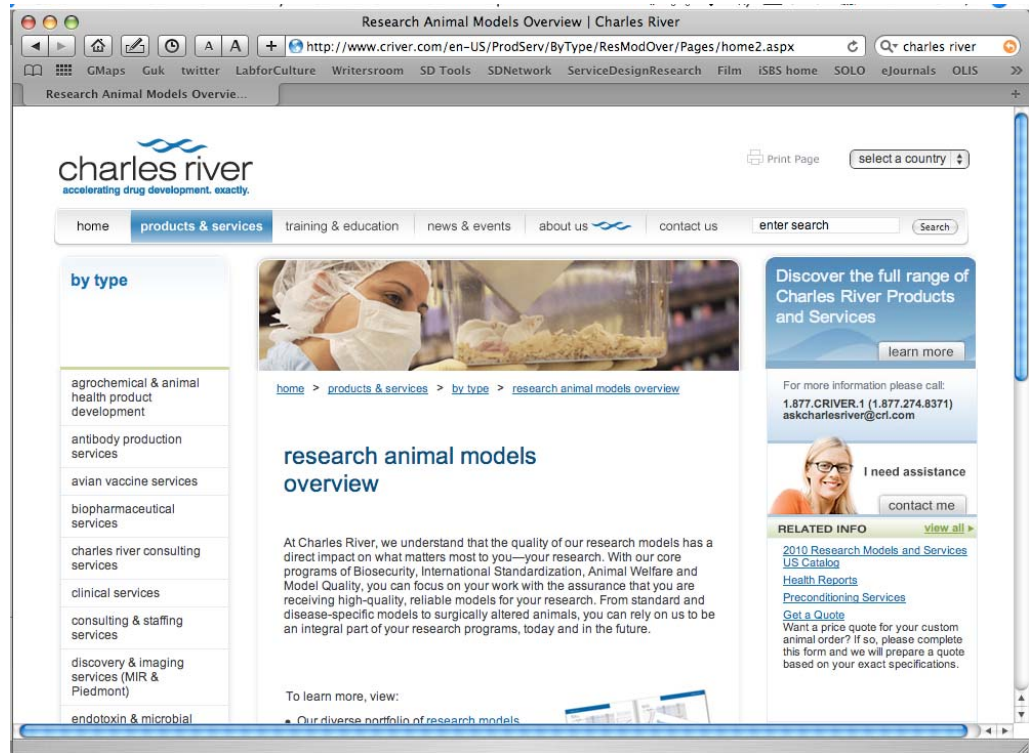 Research Animal Models Overview | Charles River
A A + http://www.criver.com/en-US/ProdServ/ByType/ResModOver/Pages/home2.aspx charles river
GMaps Guk twitter LabforCulture Writersroom SD Tools SDNetwork ServiceDesignResearch Film iSBS home SOLO eJournals OLIS >>
Research Animal Models Overvie... +
charles river
accelerating drug development. exactly.
Print Page
select a country
home products & services training & education news & events about us contact us enter search Search
by type
agrochemical & animal
health product
development
antibody production
services
avian vaccine services
biopharmaceutical
services
charles river consulting
services
clinical services
consulting & staffing
services
discovery & imaging
services (MIR &
Piedmont)
endotoxin & microbial
home > products & services > by type > research animal models overview
research animal models
overview
At Charles River, we understand that the quality of our research models has a
direct impact on what matters most to you—your research. With our core
programs of Biosecurity, International Standardization, Animal Welfare and
Model Quality, you can focus on your work with the assurance that you are
receiving high-quality, reliable models for your research. From standard and
disease-specific models to surgically altered animals, you can rely on us to be
an integral part of your research programs, today and in the future.
To learn more, view:
• Our diverse portfolio of research models
Discover the full range of
Charles River Products
and Services
learn more
For more information please call:
1.877.CRIVER.1 (1.877.274.8371)
askcharlesriver@crl.com
I need assistance
contact me
RELATED INFO view all
2010 Research Models and Services
US Catalog
Health Reports
Preconditioning Services
Get a Quote
Want a price quote for your custom
animal order? If so, please complete
this form and we will prepare a quote
based on your exact specifications.